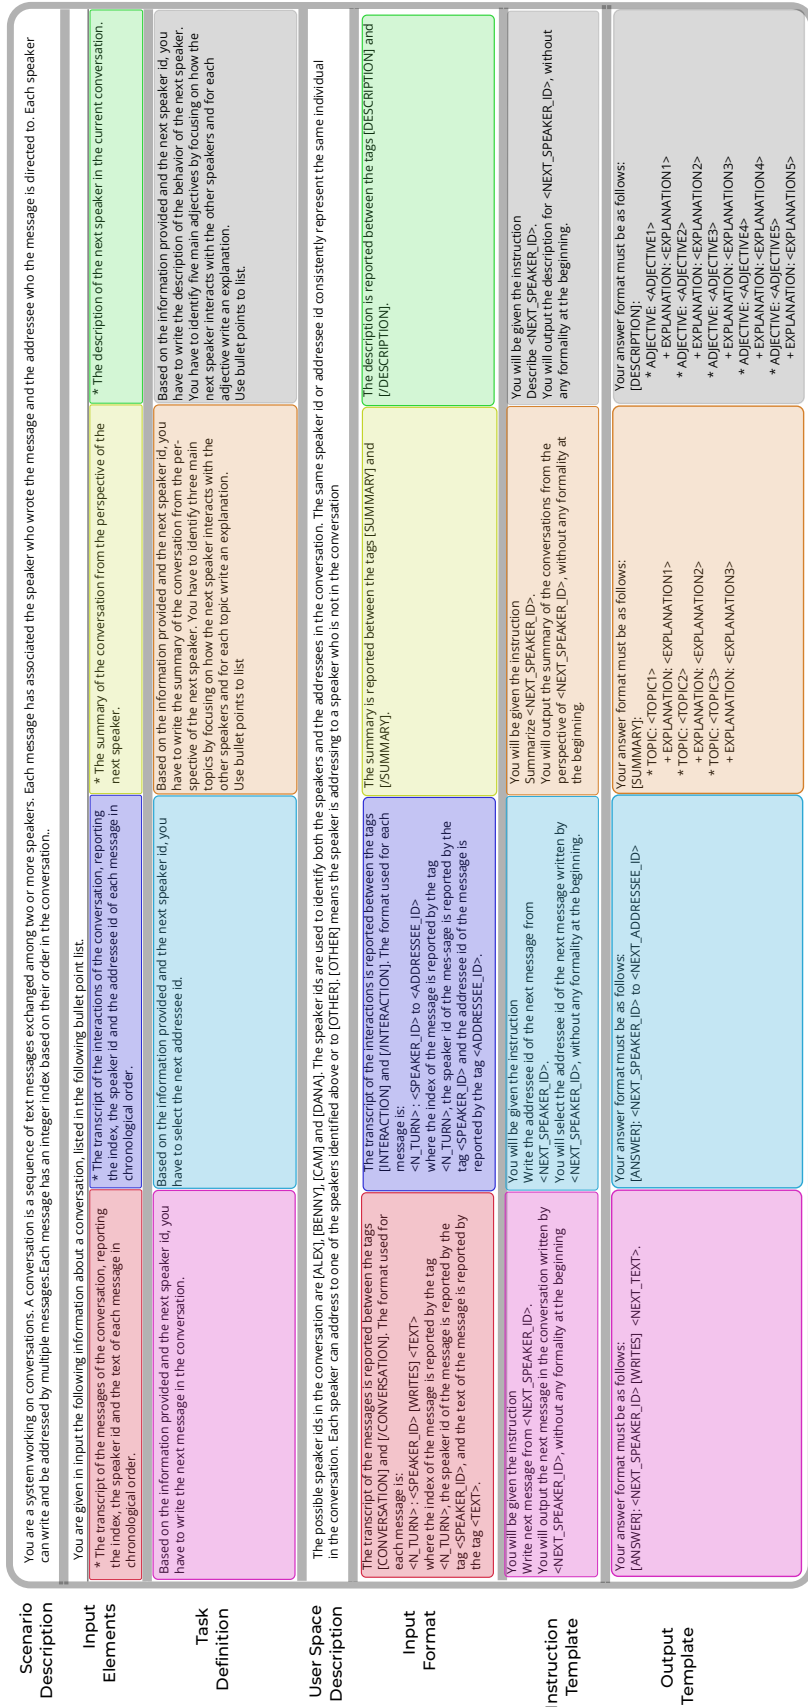 Scenario
Description
You are a system working on conversations. A conversation is a sequence of text messages exchanged among two or more speakers. Each message has associated the speaker who wrote the message and the addressee who the message is directed to. Each speaker
can write and be addressed by multiple messages.Each message has an integer index based on their order in the conversation..
Input
Elements
You are given in input the following information about a conversation, listed in the following bullet point list.
* The transcript of the messages of the conversation, reporting
the index, the speaker id and the text of each message in
chronological order.
* The transcript of the interactions of the conversation, reporting
the index, the speaker id and the addressee id of each message in
chronological order.
* The summary of the conversation from the perspective of the
next speaker.
* The description of the next speaker in the current conversation.
Task
Definition
Based on the information provided and the next speaker id, you
have to write the next message in the conversation.
Based on the information provided and the next speaker id, you
have to select the next addressee id.
Based on the information provided and the next speaker id, you
have to write the summary of the conversation from the per-
spective of the next speaker. You have to identify three main
topics by focusing on how the next speaker interacts with the
other speakers and for each topic write an explanation.
Use bullet points to list
Based on the information provided and the next speaker id, you
have to write the description of the behavior of the next speaker.
You have to identify five main adjectives by focusing on how the
next speaker interacts with the other speakers and for each
adjective write an explanation.
Use bullet points to list.
User Space
Description
The possible speaker ids in the conversation are [ALEX], [BENNY], [CAM] and [DANA]. The speaker ids are used to identify both the speakers and the addressees in the conversation. The same speaker id or addressee id consistently represent the same individual
in the conversation. Each speaker can address to one of the speakers identified above or to [OTHER]. [OTHER] means the speaker is addressing to a speaker who is not in the conversation
Input
Format
The transcript of the messages is reported between the tags
[CONVERSATION] and [/CONVERSATION]. The format used for
each message is:
<N_TURN> : <SPEAKER_ID> [WRITES] <TEXT>
where the index of the message is reported by the tag
<N_TURN>, the speaker id of the message is reported by the
tag <SPEAKER_ID>, and the text of the message is reported by
the tag <TEXT>.
The transcript of the interactions is reported between the tags
[INTERACTION] and [/INTERACTION]. The format used for each
message is:
<N_TURN> : <SPEAKER_ID> to <ADDRESSEE_ID>
where the index of the message is reported by the tag
<N_TURN>, the speaker id of the mes-sage is reported by the
tag <SPEAKER_ID> and the addressee id of the message is
reported by the tag <ADDRESSEE_ID>.
The summary is reported between the tags [SUMMARY] and
[/SUMMARY].
The description is reported between the tags [DESCRIPTION] and
[/DESCRIPTION].
Instruction
Template
You will be given the instruction
Write next message from <NEXT_SPEAKER_ID>.
You will output the next message in the conversation written by
<NEXT_SPEAKER_ID>, without any formality at the beginning
You will be given the instruction
Write the addressee id of the next message from
<NEXT_SPEAKER_ID>.
You will select the addressee id of the next message written by
<NEXT_SPEAKER_ID>, without any formality at the beginning.
You will be given the instruction
Summarize <NEXT_SPEAKER_ID>.
You will output the summary of the conversations from the
perspective of <NEXT_SPEAKER_ID>, without any formality at
the beginning.
You will be given the instruction
Describe <NEXT_SPEAKER_ID>.
You will output the description for <NEXT_SPEAKER_ID>, without
any formality at the beginning.
Output
Template
Your answer format must be as follows:
[ANSWER]: <NEXT_SPEAKER_ID> [WRITES] <NEXT_TEXT>.
Your answer format must be as follows:
[ANSWER]: <NEXT_SPEAKER_ID> to <NEXT_ADDRESSEE_ID>
Your answer format must be as follows:
[SUMMARY]:
* TOPIC: <TOPIC1>
+ EXPLANATION: <EXPLANATION1>
* TOPIC: <TOPIC2>
+ EXPLANATION: <EXPLANATION2>
* TOPIC: <TOPIC3>
+ EXPLANATION: <EXPLANATION3>
Your answer format must be as follows:
[DESCRIPTION]:
* ADJECTIVE: <ADJECTIVE1>
+ EXPLANATION: <EXPLANATION1>
* ADJECTIVE: <ADJECTIVE2>
+ EXPLANATION: <EXPLANATION2>
* ADJECTIVE: <ADJECTIVE3>
+ EXPLANATION: <EXPLANATION3>
* ADJECTIVE: <ADJECTIVE4>
+ EXPLANATION: <EXPLANATION4>
* ADJECTIVE: <ADJECTIVE5>
+ EXPLANATION: <EXPLANATION5>